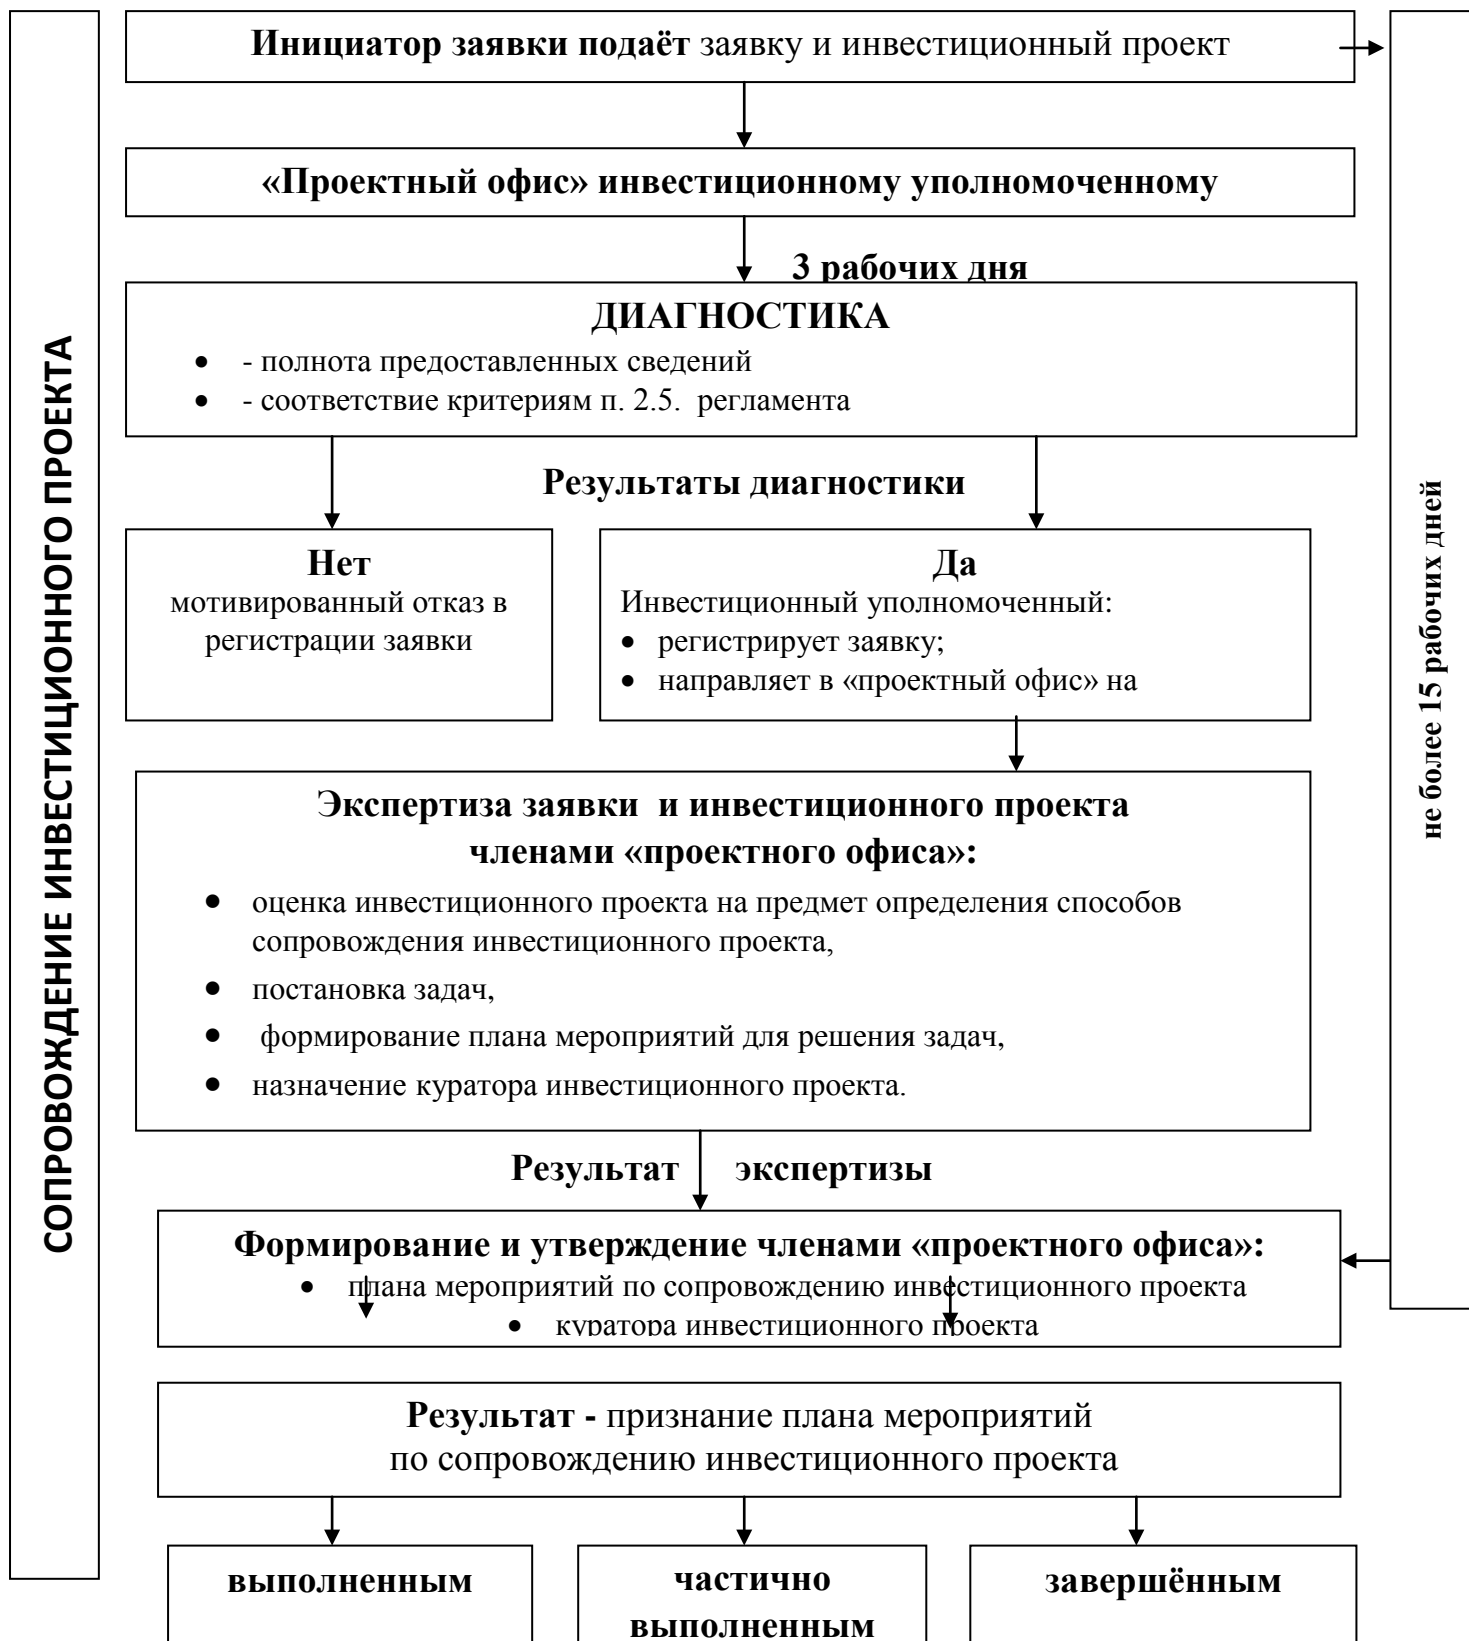 СОПРОВОЖДЕНИЕ ИНВЕСТИЦИОННОГО ПРОЕКТА
Инициатор заявки подаёт заявку и инвестиционный проект
«Проектный офис» инвестиционному уполномоченному
3 рабочих дня
ДИАГНОСТИКА
• - полнота предоставленных сведений
• - соответствие критериям п. 2.5. регламента
Результаты диагностики
Нет
мотивированный отказ в
регистрации заявки
Да
Инвестиционный уполномоченный:
• регистрирует заявку;
• направляет в «проектный офис» на
Экспертиза заявки и инвестиционного проекта
членами «проектного офиса»:
• оценка инвестиционного проекта на предмет определения способов
сопровождения инвестиционного проекта,
• постановка задач,
• формирование плана мероприятий для решения задач,
• назначение куратора инвестиционного проекта.
Результат экспертизы
Формирование и утверждение членами «проектного офиса»:
• плана мероприятий по сопровождению инвестиционного проекта
• куратора инвестиционного проекта
Результат - признание плана мероприятий
по сопровождению инвестиционного проекта
выполненным
частично
выполненным
завершённым
не более 15 рабочих дней